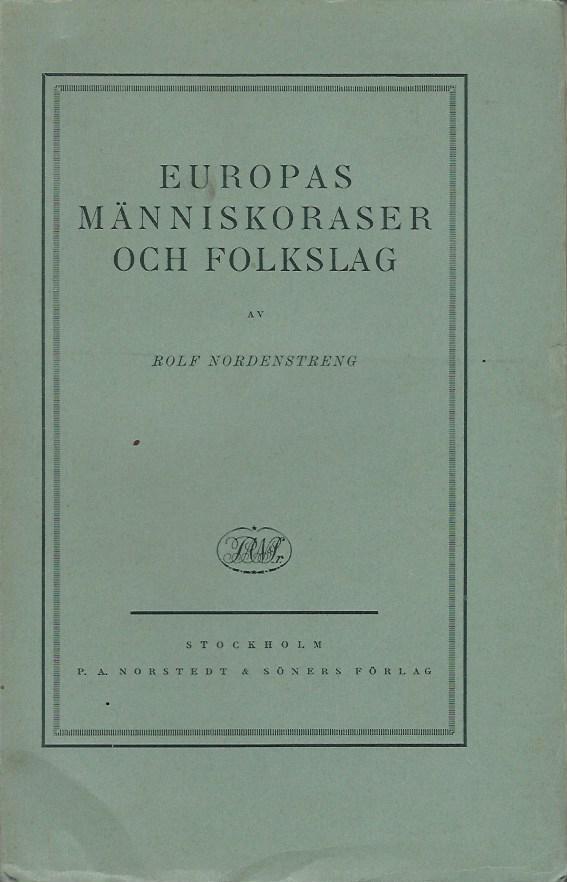 EUROPAS
MÄNNISKORASER
OCH FOLKSLAG
AV
ROLF NORDENSTRENG
STOCKHOLM
P. A. NORSTEDT & SÖNERS FÖRLAG